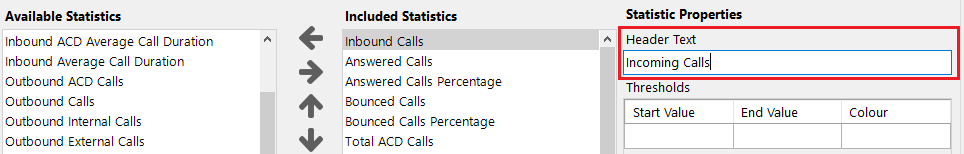 Available Statistics
Inbound ACD Average Call Duration
Inbound Average Call Duration
Outbound ACD Calls
Outbound Calls
Outbound Internal Calls
Outbound External Calls
Included Statistics
Inbound Calls
Answered Calls
Answered Calls Percentage
Bounced Calls
Bounced Calls Percentage
Total ACD Calls
Statistic Properties
Header Text
Incoming Calls
Thresholds
Start Value End Value Colour